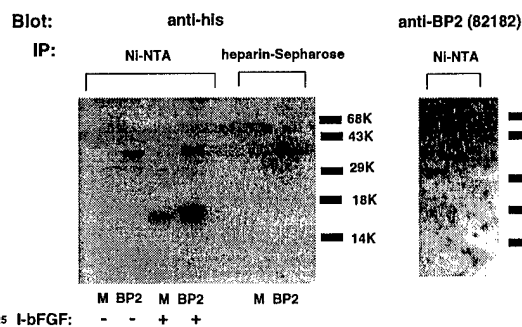 Blot: anti-his anti-BP2 (82182)
IP: Ni-NTA heparin-Sepharose Ni-NTA
68K
43K
29K
18K
14K
M BP2 M BP2 M BP2
I-bFGF: - - + +